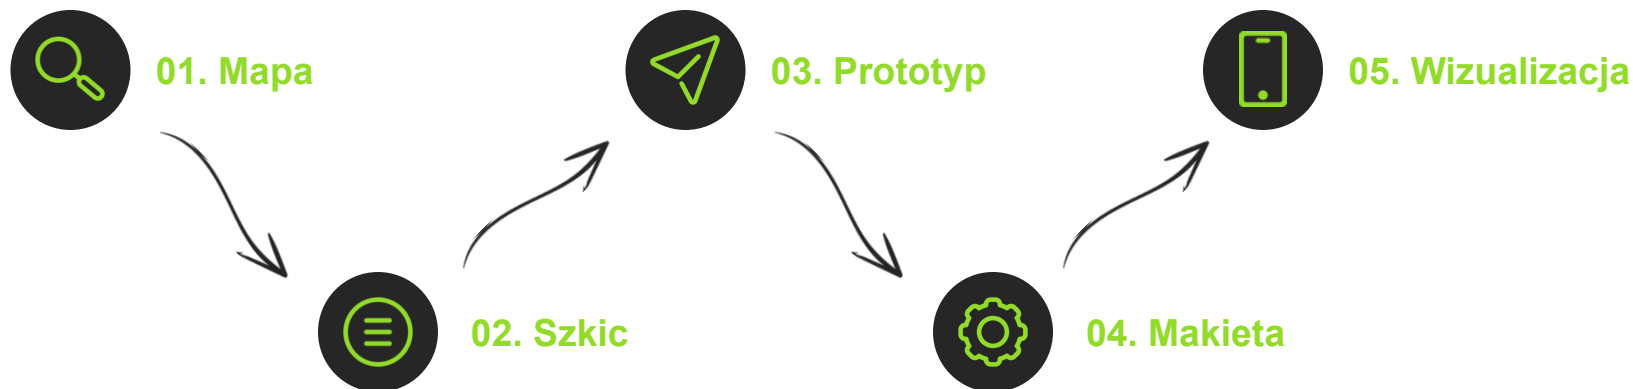 01. Mapa
02. Szkic
03. Prototyp
04. Makieta
05. Wizualizacja